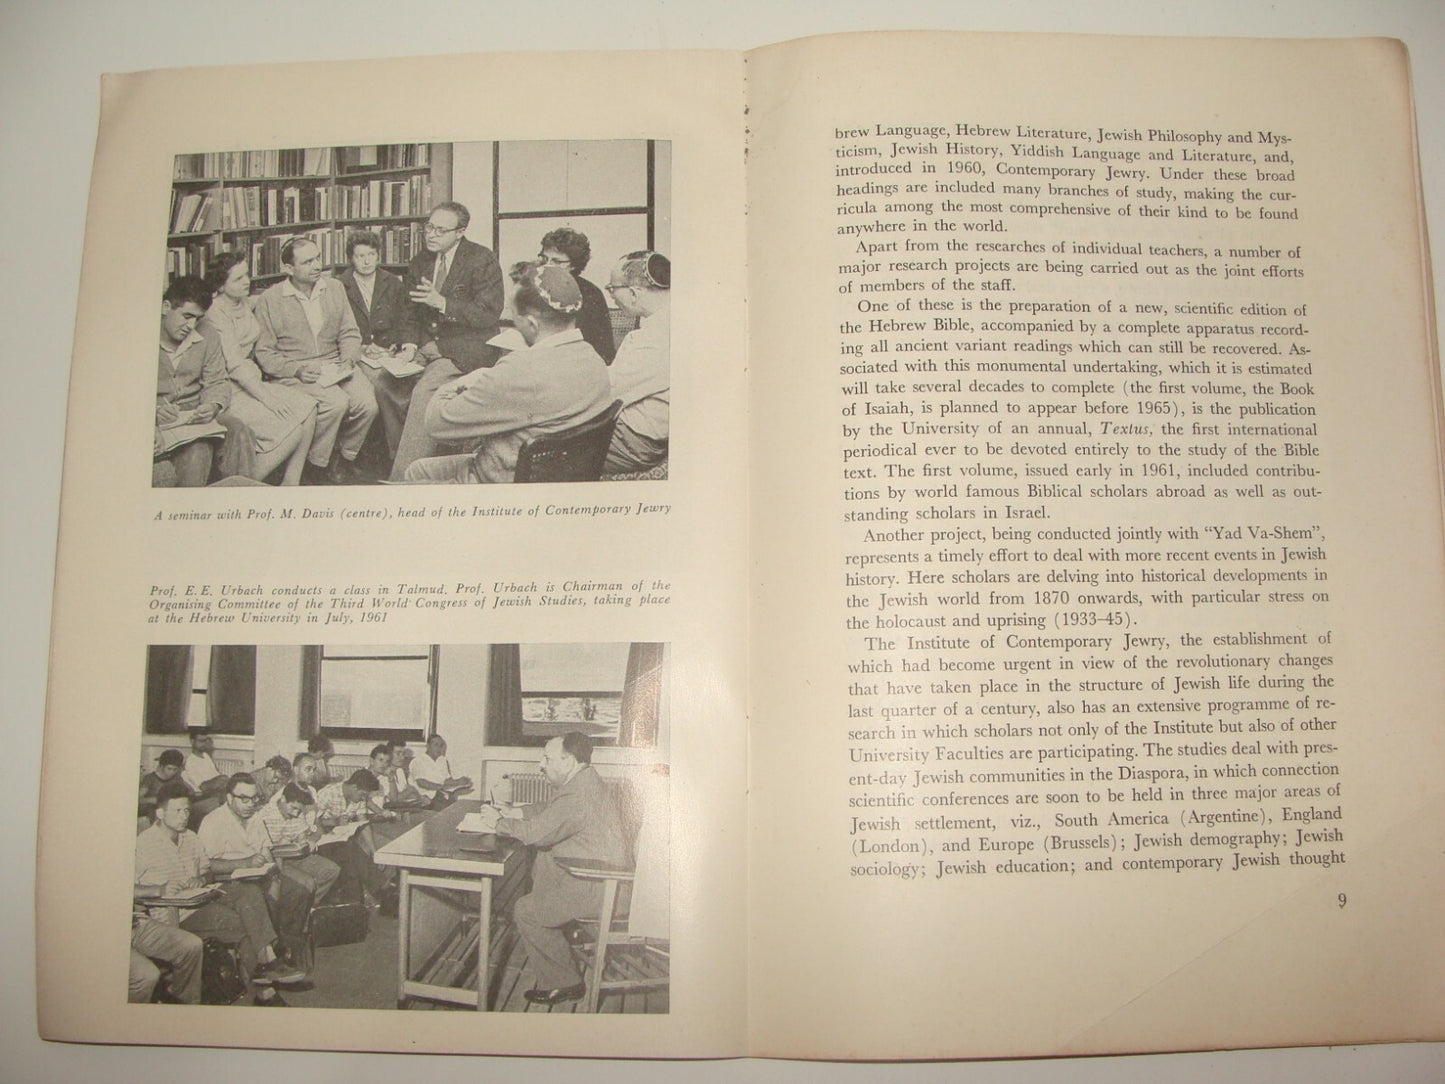 A seminar with Prof. M. Davis (centre), head of the Institute of Contemporary Jewry
Prof. E. E. Urbach conducts a class in Talmud. Prof. Urbach is Chairman of the
Organising Committee of the Third World Congress of Jewish Studies, taking place
at the Hebrew University in July, 1961
brew Language, Hebrew Literature, Jewish Philosophy and Mys-
ticism, Jewish History, Yiddish Language and Literature, and,
introduced in 1960, Contemporary Jewry. Under these broad
headings are included many branches of study, making the cur-
ricula among the most comprehensive of their kind to be found
anywhere in the world.
Apart from the researches of individual teachers, a number of
major research projects are being carried out as the joint efforts
of members of the staff.
One of these is the preparation of a new, scientific edition of
the Hebrew Bible, accompanied by a complete apparatus record-
ing all ancient variant readings which can still be recovered. As-
sociated with this monumental undertaking, which it is estimated
will take several decades to complete (the first volume, the Book
of Isaiah, is planned to appear before 1965), is the publication
by the University of an annual, Textus, the first international
periodical ever to be devoted entirely to the study of the Bible
text. The first volume, issued early in 1961, included contribu-
tions by world famous Biblical scholars abroad as well as out-
standing scholars in Israel.
Another project, being conducted jointly with "Yad Va-Shem",
represents a timely effort to deal with more recent events in Jewish
history. Here scholars are delving into historical developments in
the Jewish world from 1870 onwards, with particular stress on
the holocaust and uprising (1933–45).
The Institute of Contemporary Jewry, the establishment of
which had become urgent in view of the revolutionary changes
that have taken place in the structure of Jewish life during the
last quarter of a century, also has an extensive programme of re-
search in which scholars not only of the Institute but also of other
University Faculties are participating. The studies deal with pres-
ent-day Jewish communities in the Diaspora, in which connection
scientific conferences are soon to be held in three major areas of
Jewish settlement, viz., South America (Argentine), England
(London), and Europe (Brussels); Jewish demography; Jewish
sociology; Jewish education; and contemporary Jewish thought
9